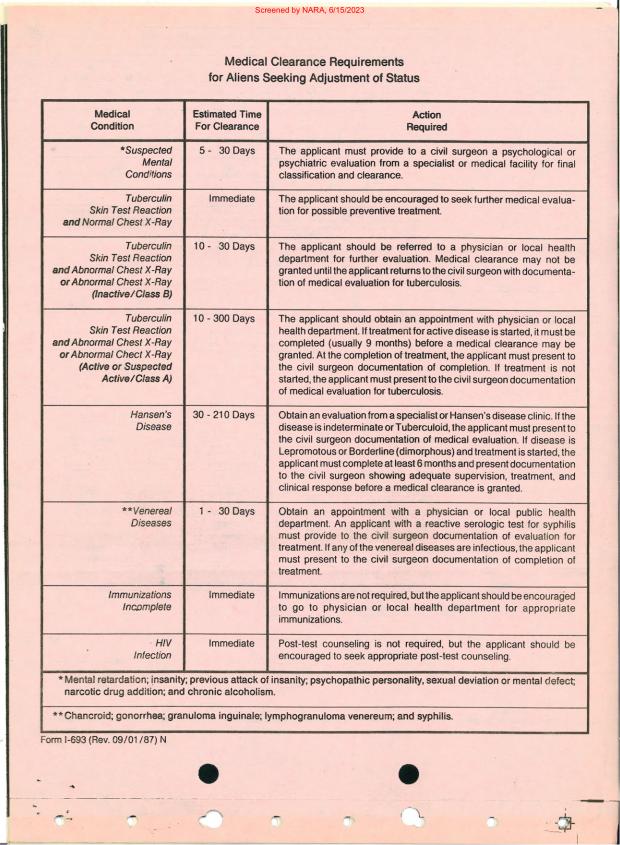 Screened by NARA, 6/15/2023
Medical Clearance Requirements
for Aliens Seeking Adjustment of Status
Medical
Condition
Estimated Time
For Clearance
Action
Required
*Suspected
Mental
Conditions
5 - 30 Days
The applicant must provide to a civil surgeon a psychological or
psychiatric evaluation from a specialist or medical facility for final
classification and clearance.
Tuberculin
Skin Test Reaction
and Normal Chest X-Ray
Immediate
The applicant should be encouraged to seek further medical evalua-
tion for possible preventive treatment.
Tuberculin
Skin Test Reaction
and Abnormal Chest X-Ray
or Abnormal Chest X-Ray
(Inactive/Class B)
10 - 30 Days
The applicant should be referred to a physician or local health
department for further evaluation. Medical clearance may not be
granted until the applicant returns to the civil surgeon with documenta-
tion of medical evaluation for tuberculosis.
Tuberculin
Skin Test Reaction
and Abnormal Chest X-Ray
or Abnormal Chect X-Ray
(Active or Suspected
Active/Class A)
10 - 300 Days
The applicant should obtain an appointment with physician or local
health department. If treatment for active disease is started, it must be
completed (usually 9 months) before a medical clearance may be
granted. At the completion of treatment, the applicant must present to
the civil surgeon documentation of completion. If treatment is not
started, the applicant must present to the civil surgeon documentation
of medical evaluation for tuberculosis.
Hansen's
Disease
30 - 210 Days
Obtain an evaluation from a specialist or Hansen's disease clinic. If the
disease is indeterminate or Tuberculoid, the applicant must present to
the civil surgeon documentation of medical evaluation. If disease is
Lepromotous or Borderline (dimorphous) and treatment is started, the
applicant must complete at least 6 months and present documentation
to the civil surgeon showing adequate supervision, treatment, and
clinical response before a medical clearance is granted.
**Venereal
Diseases
1 - 30 Days
Obtain an appointment with a physician or local public health
department. An applicant with a reactive serologic test for syphilis
must provide to the civil surgeon documentation of evaluation for
treatment. If any of the venereal diseases are infectious, the applicant
must present to the civil surgeon documentation of completion of
treatment.
Immunizations
Incomplete
Immediate
Immunizations are not required, but the applicant should be encouraged
to go to physician or local health department for appropriate
immunizations.
HIV
Infection
Immediate
Post-test counseling is not required, but the applicant should be
encouraged to seek appropriate post-test counseling.
*Mental retardation; insanity; previous attack of insanity; psychopathic personality, sexual deviation or mental defect;
narcotic drug addition; and chronic alcoholism.
**Chancroid; gonorrhea; granuloma inguinale; lymphogranuloma venereum; and syphilis.
Form I-693 (Rev. 09/01/87) N